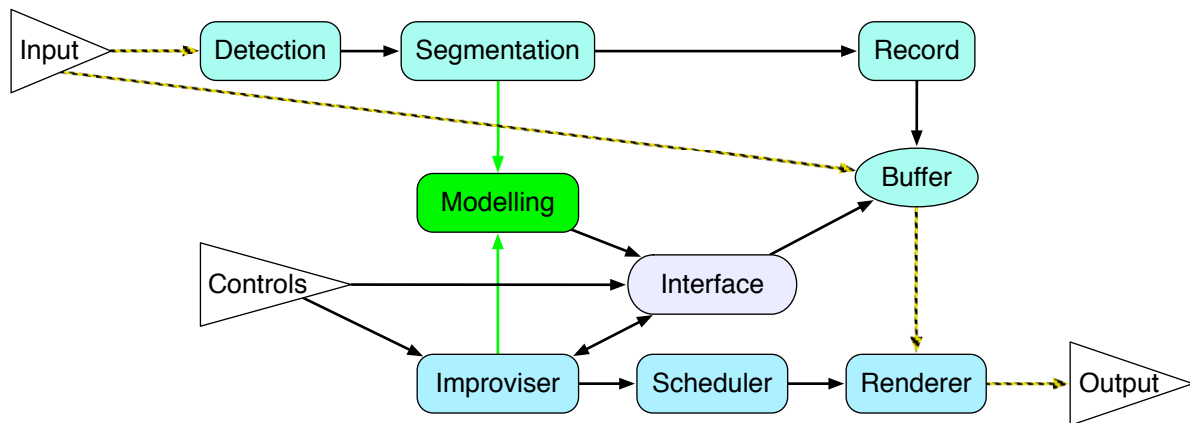 Input
Detection
Segmentation
Record
Buffer
Modelling
Controls
Interface
Improviser
Scheduler
Renderer
Output